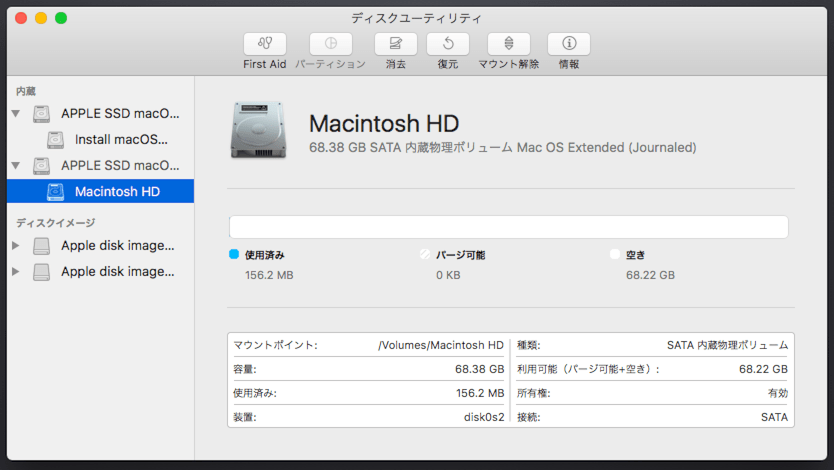 ディスクユーティリティ
First Aid パーティション 消去 復元 マウント解除 情報
内蔵
APPLE SSD macO...
Install macOS...
APPLE SSD macO...
Macintosh HD
ディスクイメージ
Apple disk image...
Apple disk image...
Macintosh HD
68.38 GB SATA 内蔵物理ボリューム Mac OS Extended (Journaled)
使用済み パージ可能 空き
156.2 MB 0 KB 68.22 GB
マウントポイント: /Volumes/Macintosh HD 種類: SATA 内蔵物理ボリューム
容量: 68.38 GB 利用可能（パージ可能+空き）: 68.22 GB
使用済み: 156.2 MB 所有権: 有効
装置: disk0s2 接続: SATA